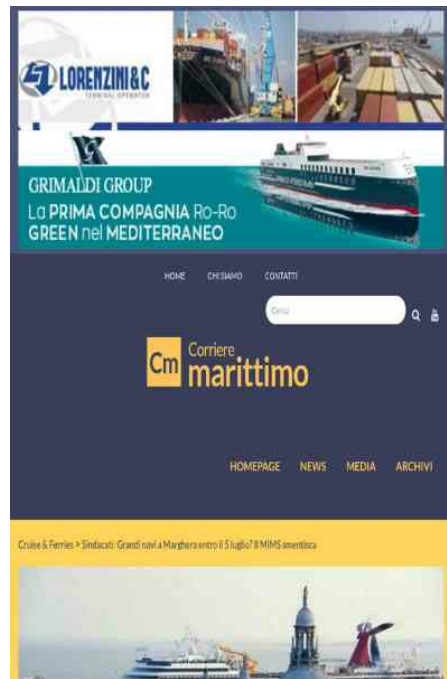 LORENZINI&C
TERMINAL OPERATOR
GRIMALDI GROUP
La PRIMA COMPAGNIA Ro-Ro
GREEN nel MEDITERRANEO
HOME CHI SIAMO CONTATTI
Cerca
Cm Corriere
marittimo
HOMEPAGE NEWS MEDIA ARCHIVI
Cruise & Ferries > Sindacati: Grandi navi a Marghera entro il 5 luglio? Il MIMS smentisca